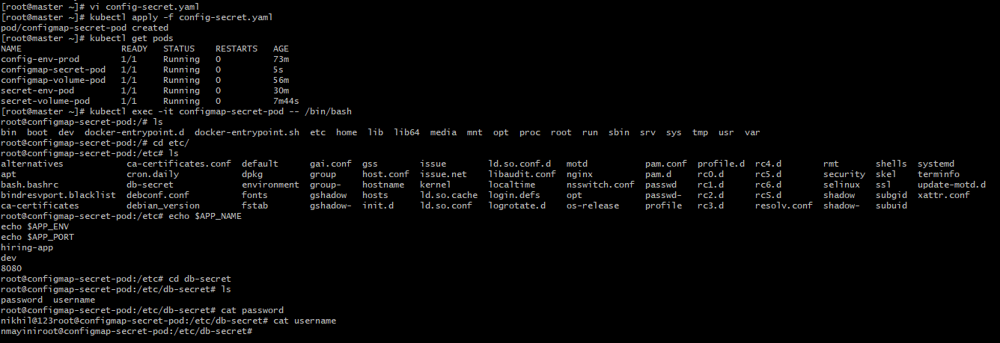 [root@master ~]# vi config-secret.yaml
[root@master ~]# kubectl apply -f config-secret.yaml
pod/configmap-secret-pod created
[root@master ~]# kubectl get pods
NAME                   READY   STATUS    RESTARTS   AGE
config-env-prod        1/1     Running   0          73m
configmap-secret-pod   1/1     Running   0          5s
configmap-volume-pod   1/1     Running   0          56m
secret-env-pod         1/1     Running   0          30m
secret-volume-pod      1/1     Running   0          7m44s
[root@master ~]# kubectl exec -it configmap-secret-pod -- /bin/bash
root@configmap-secret-pod:/# ls
bin  boot  dev  docker-entrypoint.d  docker-entrypoint.sh  etc  home  lib  lib64  media  mnt  opt  proc  root  run  sbin  srv  sys  tmp  usr  var
root@configmap-secret-pod:/# cd etc/
root@configmap-secret-pod:/etc# ls
alternatives            ca-certificates.conf  default      gai.conf  gss        issue        ld.so.conf.d   motd           pam.conf  profile.d  rc4.d        rmt       shells  systemd
apt                     cron.daily            dpkg         group     host.conf  issue.net    libaudit.conf  nginx          pam.d     rc0.d      rc5.d        security  skel    terminfo
bash.bashrc             db-secret             environment  group-    hostname   kernel       localtime      nsswitch.conf  passwd    rc1.d      rc6.d        selinux   ssl     update-motd.d
bindresvport.blacklist  debconf.conf          fonts        gshadow   hosts      ld.so.cache  login.defs     opt            passwd-   rc2.d      rcS.d        shadow    subgid  xattr.conf
ca-certificates         debian_version        fstab        gshadow-  init.d     ld.so.conf   logrotate.d    os-release     profile   rc3.d      resolv.conf  shadow-   subuid
root@configmap-secret-pod:/etc# echo $APP_NAME
echo $APP_ENV
echo $APP_PORT
hiring-app
dev
8080
root@configmap-secret-pod:/etc# cd db-secret
root@configmap-secret-pod:/etc/db-secret# ls
password  username
root@configmap-secret-pod:/etc/db-secret# cat password
nikhil@123root@configmap-secret-pod:/etc/db-secret# cat username
nmayiniroot@configmap-secret-pod:/etc/db-secret#